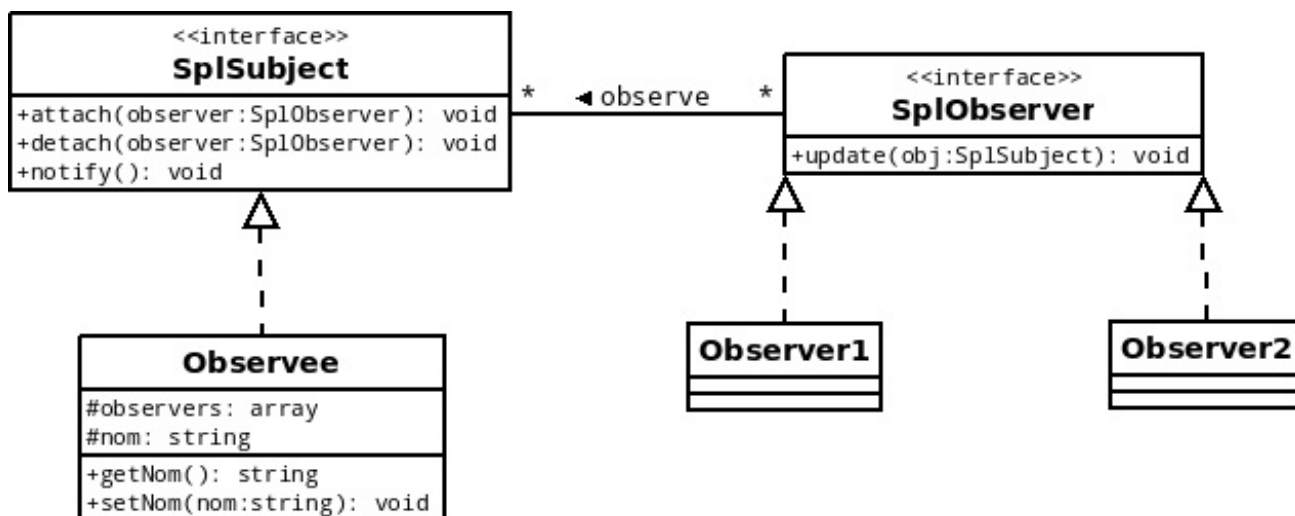 <<interface>>
SplSubject
+attach(observer:SplObserver): void
+detach(observer:SplObserver): void
+notify(): void
* ◄ observe *
<<interface>>
SplObserver
+update(obj:SplSubject): void
Observee
#observers: array
#nom: string
+getNom(): string
+setNom(nom:string): void
Observer1
Observer2